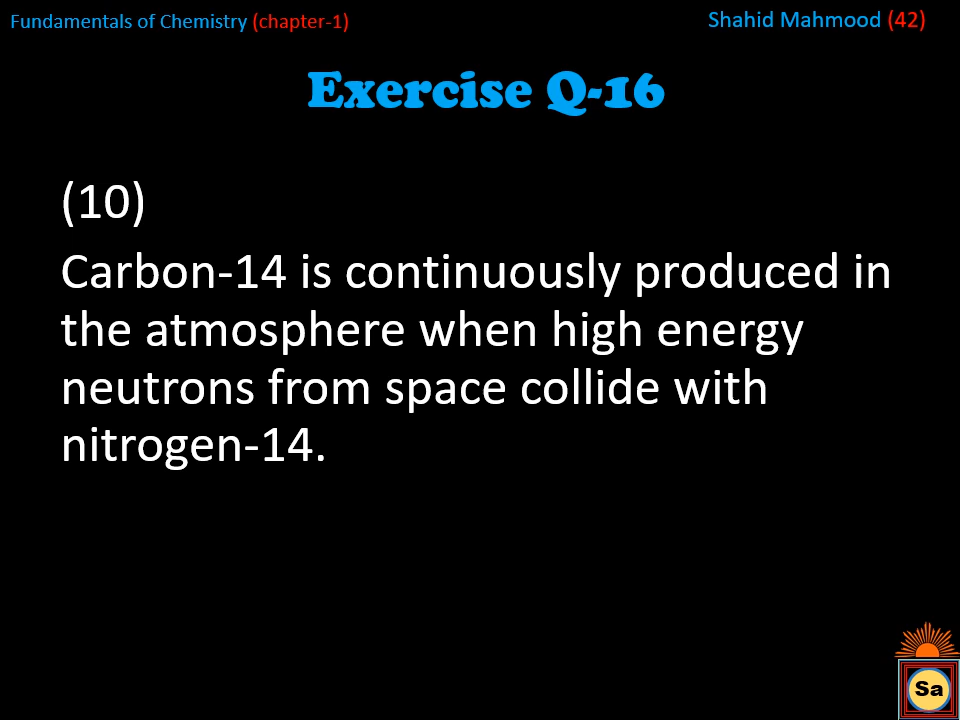 Fundamentals of Chemistry (chapter-1) Shahid Mahmood (42)
Exercise Q-16
(10)
Carbon-14 is continuously produced in
the atmosphere when high energy
neutrons from space collide with
nitrogen-14.
Sa